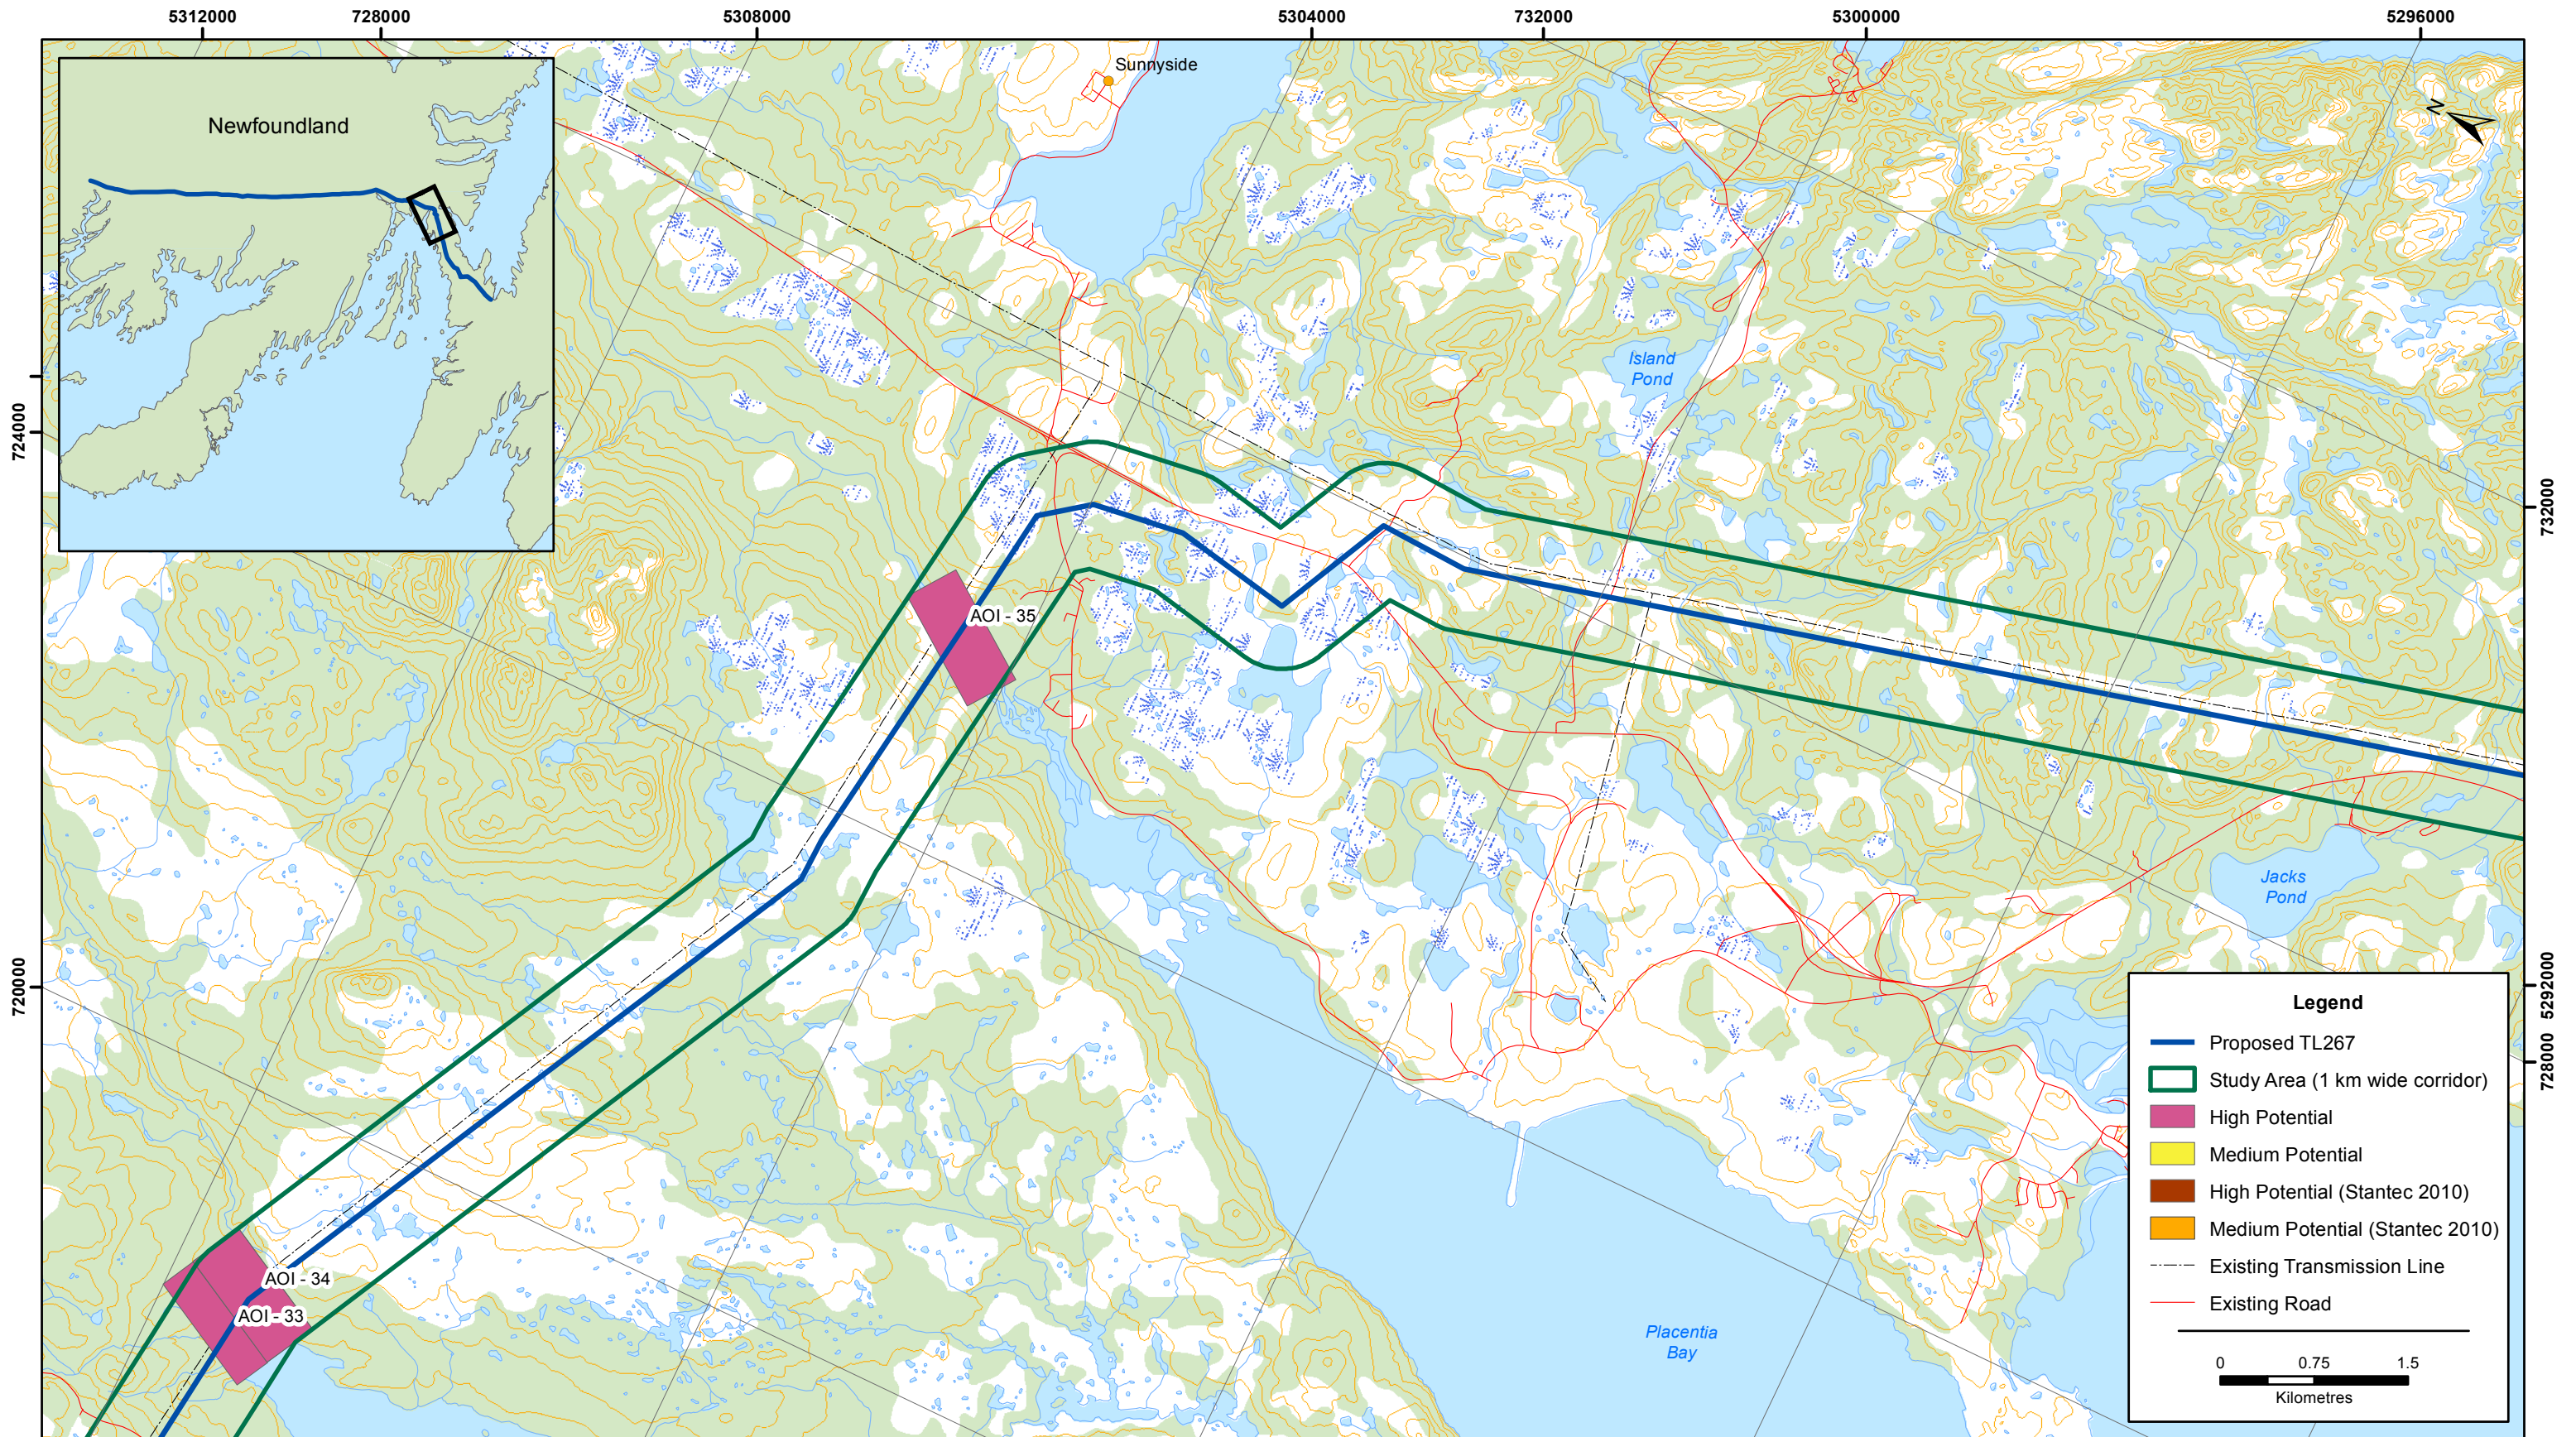 5312000
728000
5308000
5304000
732000
5300000
5296000
Sunnyside
Newfoundland
N
Island
Pond
724000
732000
AOI - 35
Jacks
Pond
720000
5292000
728000
AOI - 34
AOI - 33
Placentia
Bay
Legend
Proposed TL267
Study Area (1 km wide corridor)
High Potential
Medium Potential
High Potential (Stantec 2010)
Medium Potential (Stantec 2010)
Existing Transmission Line
Existing Road
0 0.75 1.5
Kilometres